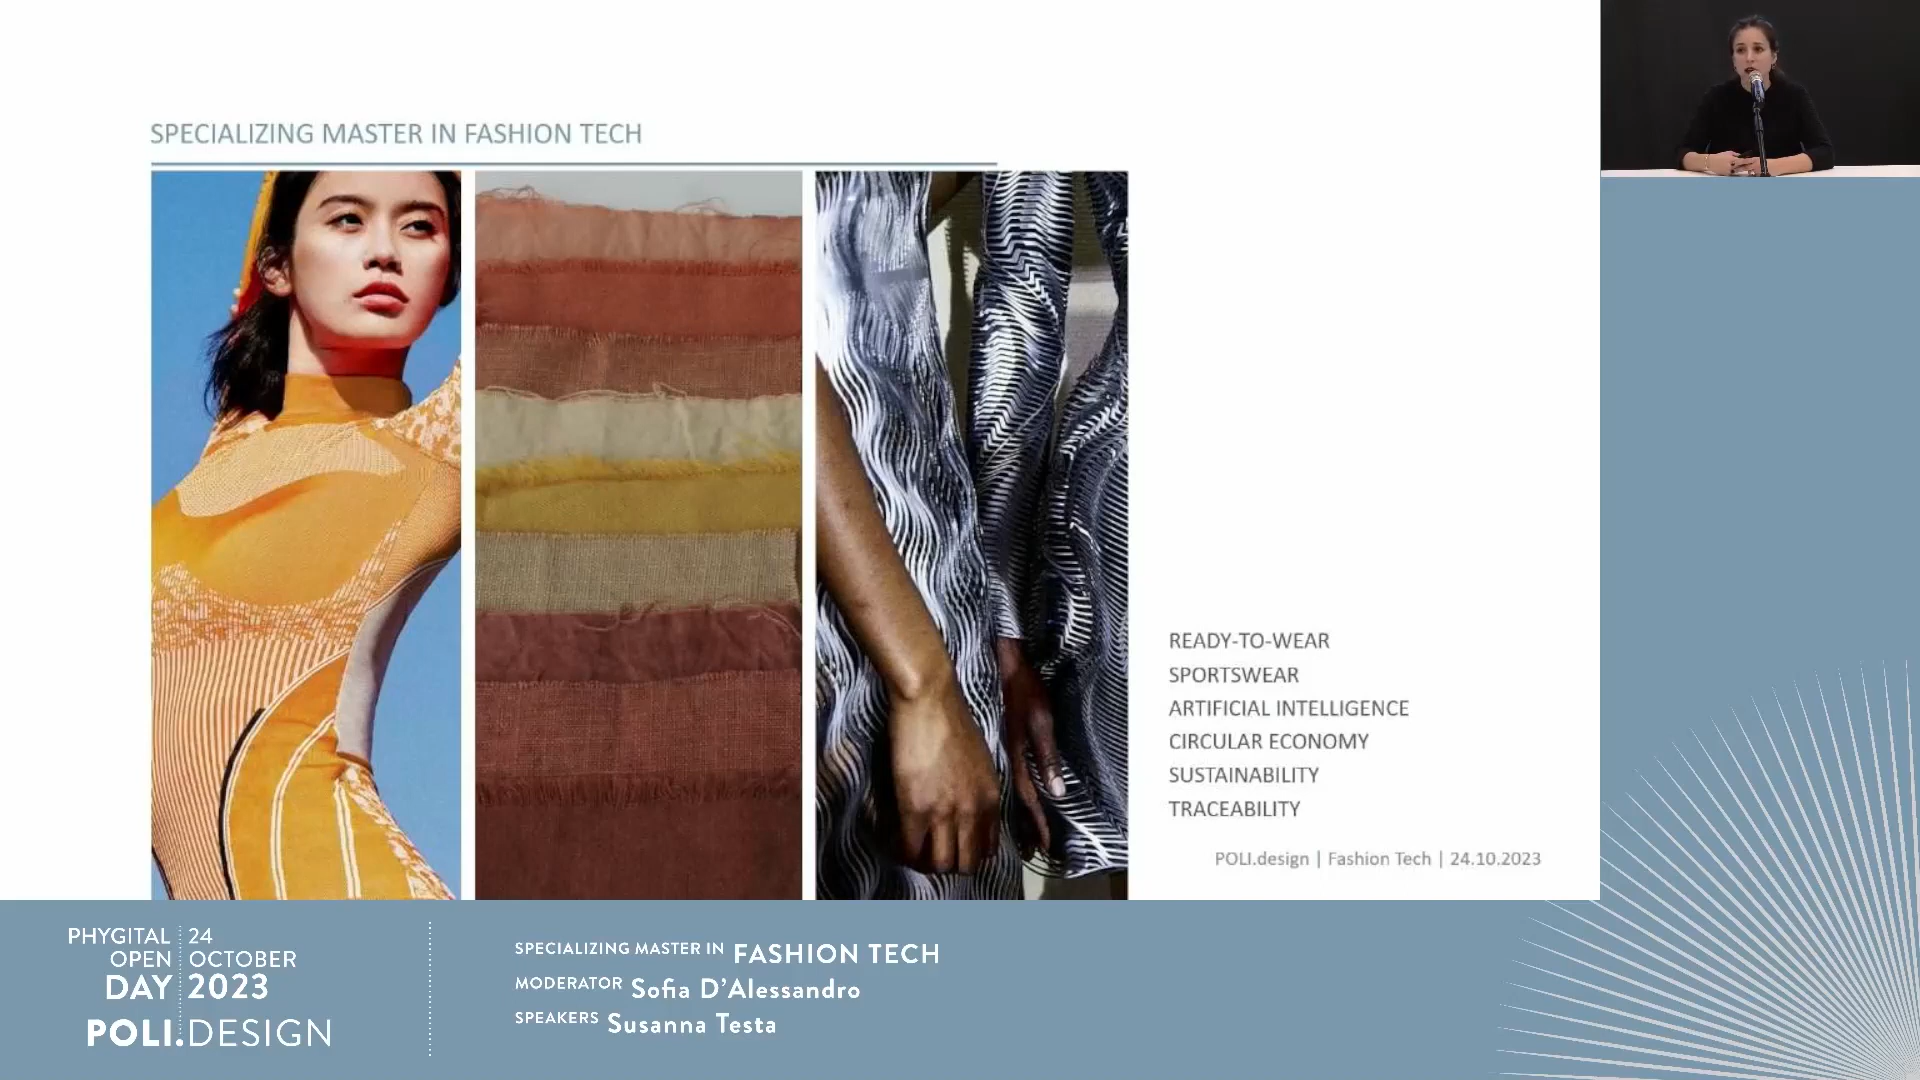 SPECIALIZING MASTER IN FASHION TECH
READY-TO-WEAR
SPORTSWEAR
ARTIFICIAL INTELLIGENCE
CIRCULAR ECONOMY
SUSTAINABILITY
TRACEABILITY
POLI.design | Fashion Tech | 24.10.2023
PHYGITAL 24
OPEN OCTOBER
DAY 2023
POLI.DESIGN
SPECIALIZING MASTER IN FASHION TECH
MODERATOR Sofia D'Alessandro
SPEAKERS Susanna Testa